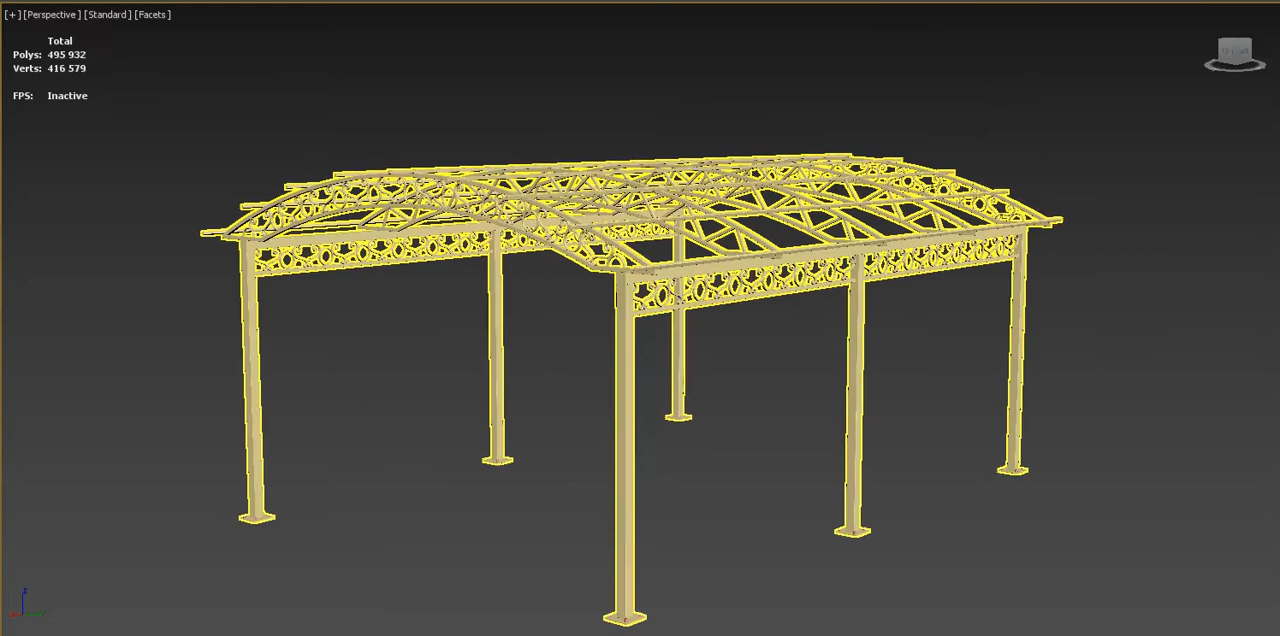 [+] [Perspective ] [Standard ] [Facets ]
Total
Polys: 495 932
Verts: 416 579
FPS: Inactive
z